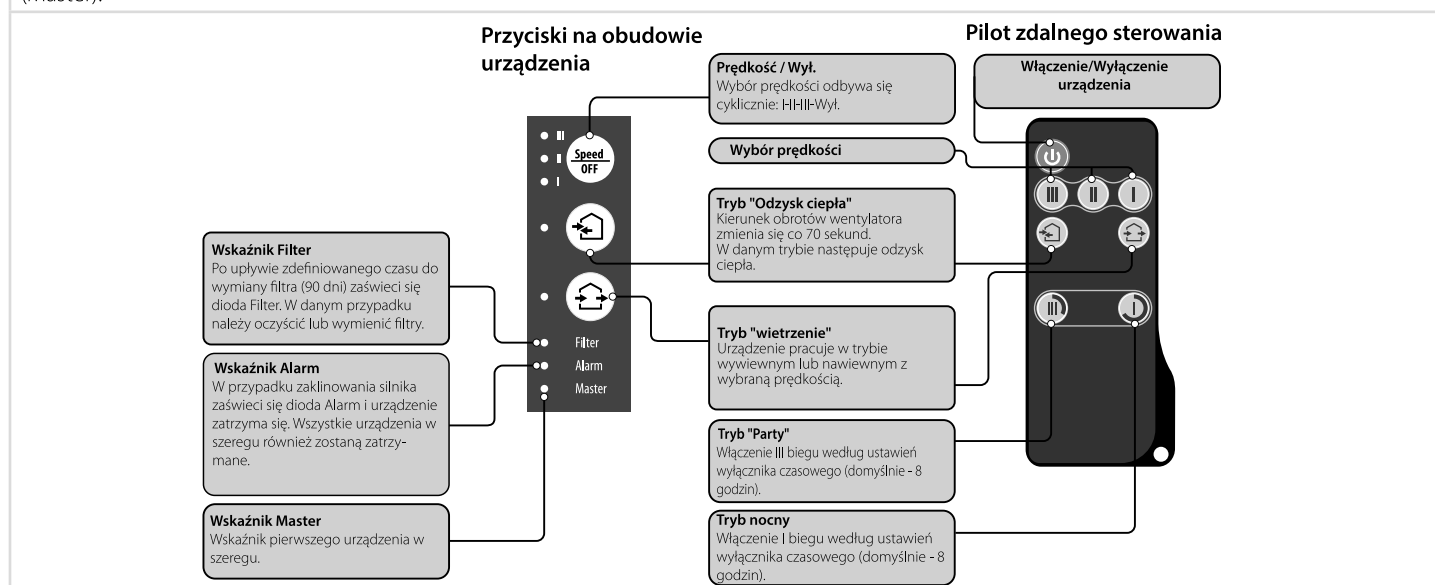 (master).
Przyciski na obudowie
urządzenia
Pilot zdalnego sterowania
Prędkość / Wył.
Wybór prędkości odbywa się
cyklicznie: I-II-III-Wył.
Włączenie/Wyłączenie
urządzenia
Wybór prędkości
III
II
I
Speed
OFF
Tryb "Odzysk ciepła"
Kierunek obrotów wentylatora
zmienia się co 70 sekund.
W danym trybie następuje odzysk
ciepła.
III
II
I
Wskaźnik Filter
Po upływie zdefiniowanego czasu do
wymiany filtra (90 dni) zaświeci się
dioda Filter. W danym przypadku
należy oczyścić lub wymienić filtry.
Filter
Alarm
Master
Tryb "wietrzenie"
Urządzenie pracuje w trybie
wywiewnym lub nawiewnym z
wybraną prędkością.
III
I
Wskaźnik Alarm
W przypadku zaklinowania silnika
zaświeci się dioda Alarm i urządzenie
zatrzyma się. Wszystkie urządzenia w
szeregu również zostaną zatrzy-
mane.
Tryb "Party"
Włączenie III biegu według ustawień
wyłącznika czasowego (domyślnie - 8
godzin).
Wskaźnik Master
Wskaźnik pierwszego urządzenia w
szeregu.
Tryb nocny
Włączenie I biegu według ustawień
wyłącznika czasowego (domyślnie - 8
godzin).